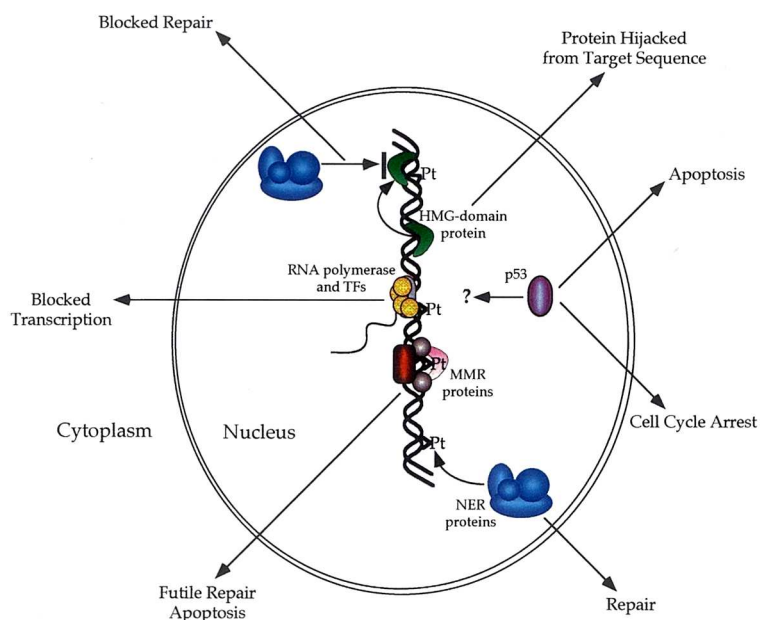 Blocked Repair
Protein Hijacked
from Target Sequence
Pt
Apoptosis
HMG-domain
protein
RNA polymerase
and TFs
p53
?
Blocked
Transcription
Pt
Pt
MMR
proteins
Cytoplasm
Nucleus
Cell Cycle Arrest
Pt
NER
proteins
Futile Repair
Apoptosis
Repair